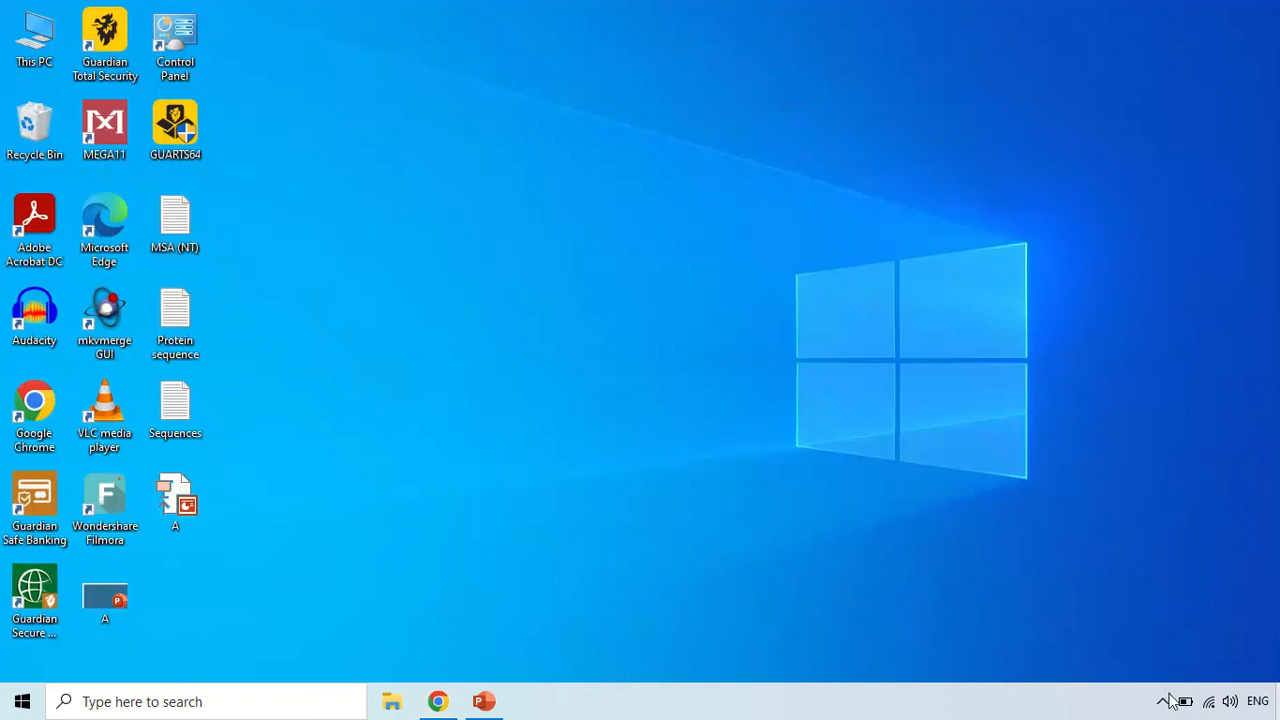 This PC
Guardian
Total Security
Control
Panel
Recycle Bin
MEGA11
GUARTS64
Adobe
Acrobat DC
Microsoft
Edge
MSA (NT)
Audacity
mkvmerge
GUI
Protein
sequence
Google
Chrome
VLC media
player
Sequences
Guardian
Safe Banking
Wondershare
Filmora
A
Guardian
Secure ...
A
Type here to search
ENG